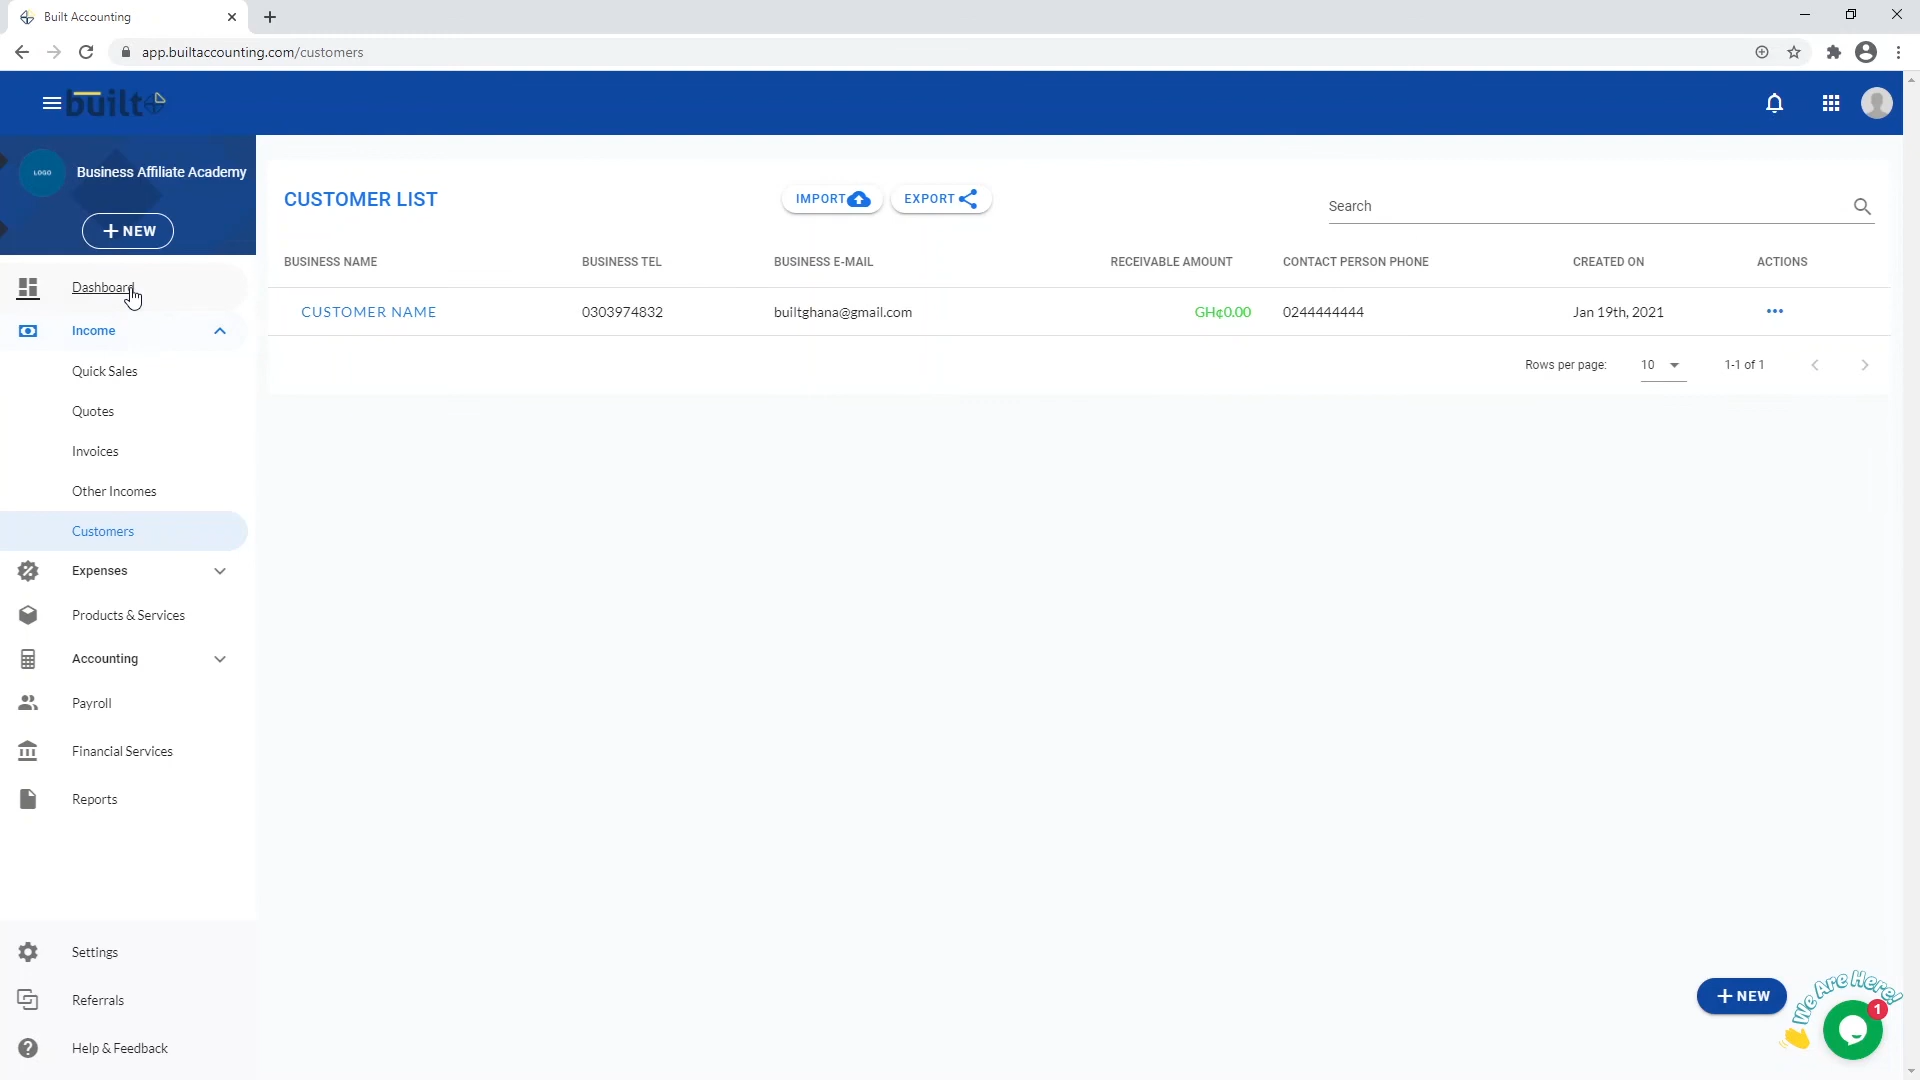 Built Accounting
app.builtaccounting.com/customers
built
LOGO
Business Affiliate Academy
+ NEW
Dashboard
Income
Quick Sales
Quotes
Invoices
Other Incomes
Customers
Expenses
Products & Services
Accounting
Payroll
Financial Services
Reports
Settings
Referrals
Help & Feedback
CUSTOMER LIST
IMPORT
EXPORT
Search
BUSINESS NAME BUSINESS TEL BUSINESS E-MAIL RECEIVABLE AMOUNT CONTACT PERSON PHONE CREATED ON ACTIONS
CUSTOMER NAME 0303974832 builtghana@gmail.com GH¢0.00 0244444444 Jan 19th, 2021
Rows per page: 10 1-1 of 1
+ NEW
We Are Here!
1